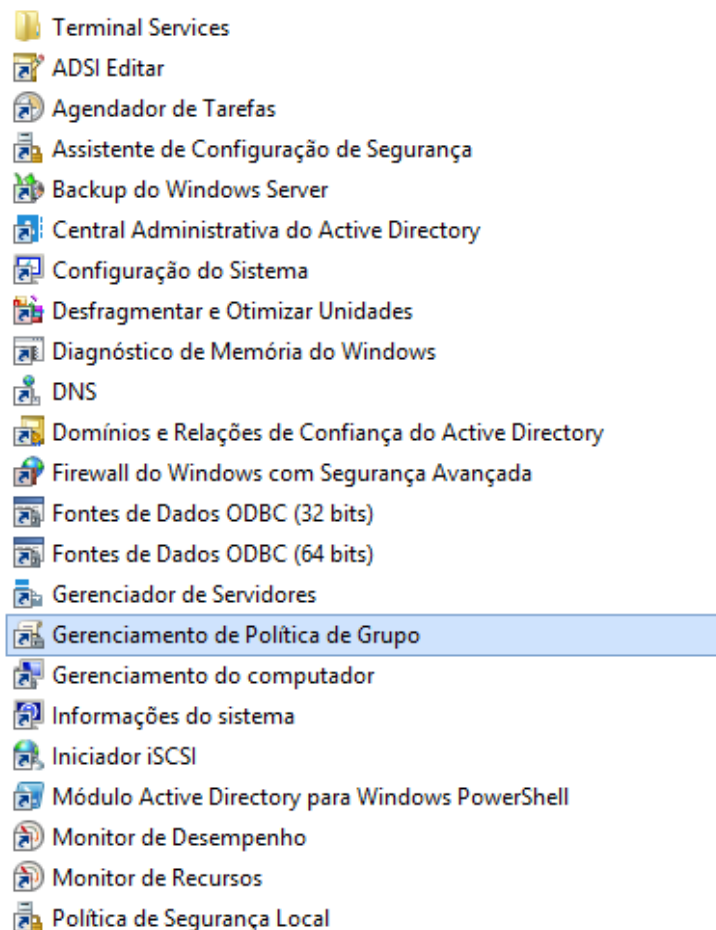 Terminal Services
ADSI Editar
Agendador de Tarefas
Assistente de Configuração de Segurança
Backup do Windows Server
Central Administrativa do Active Directory
Configuração do Sistema
Desfragmentar e Otimizar Unidades
Diagnóstico de Memória do Windows
DNS
Domínios e Relações de Confiança do Active Directory
Firewall do Windows com Segurança Avançada
Fontes de Dados ODBC (32 bits)
Fontes de Dados ODBC (64 bits)
Gerenciador de Servidores
Gerenciamento de Política de Grupo
Gerenciamento do computador
Informações do sistema
Iniciador iSCSI
Módulo Active Directory para Windows PowerShell
Monitor de Desempenho
Monitor de Recursos
Política de Segurança Local